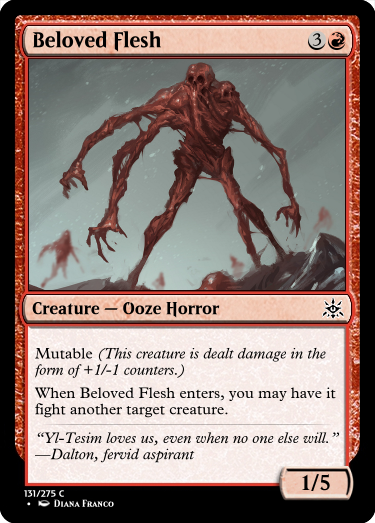 Beloved Flesh 3
Creature — Ooze Horror
Mutable (This creature is dealt damage in the
form of +1/-1 counters.)
When Beloved Flesh enters, you may have it
fight another target creature.
“Yl-Tesim loves us, even when no one else will.”
—Dalton, fervid aspirant
1/5
131/275 C
• Diana Franco